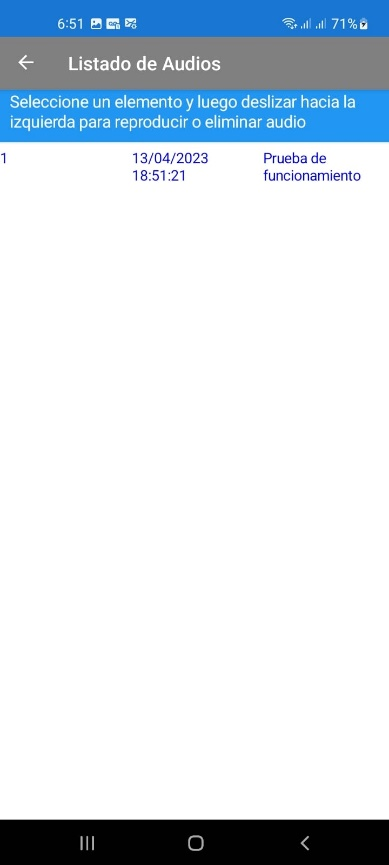 6:51
71%
Listado de Audios
Seleccione un elemento y luego deslizar hacia la
izquierda para reproducir o eliminar audio
1 13/04/2023 Prueba de
18:51:21 funcionamiento